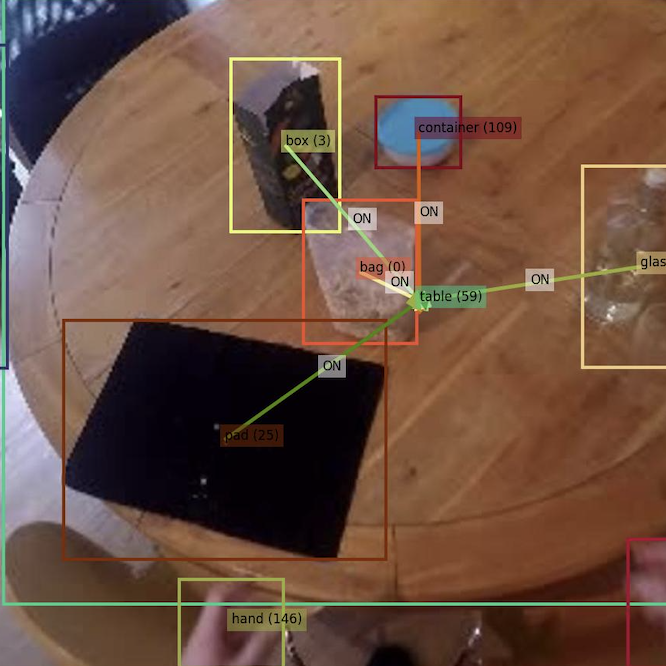 box (3)
container (109)
ON
ON
bag (0)
glas
ON
ON
table (59)
ON
pad (25)
hand (146)